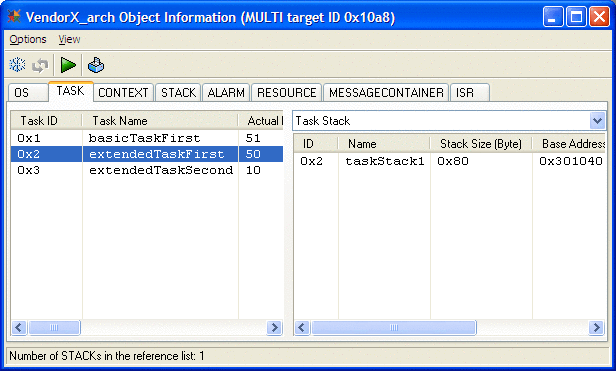 VendorX_arch Object Information (MULTI target ID 0x10a8)
Options View
OS TASK CONTEXT STACK ALARM RESOURCE MESSAGECONTAINER ISR
Task ID Task Name Actual
0x1 basicTaskFirst 51
0x2 extendedTaskFirst 50
0x3 extendedTaskSecond 10
Task Stack
ID Name Stack Size (Byte) Base Address
0x2 taskStack1 0x80 0x301040
Number of STACKs in the reference list: 1